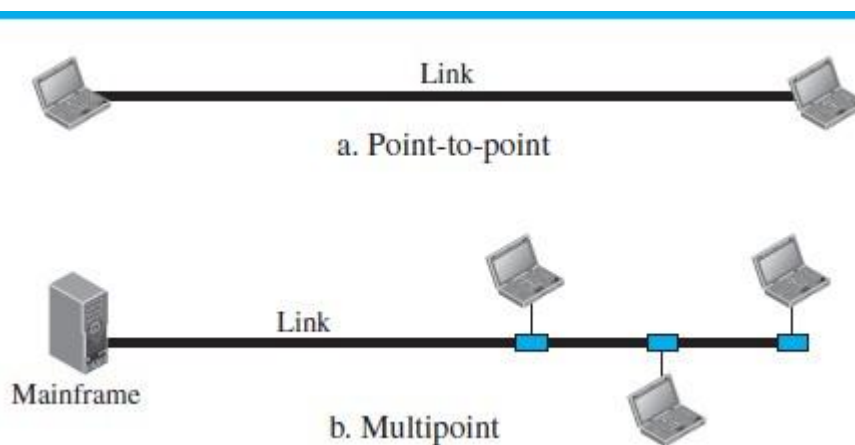 Link
a. Point-to-point
Link
Mainframe
b. Multipoint